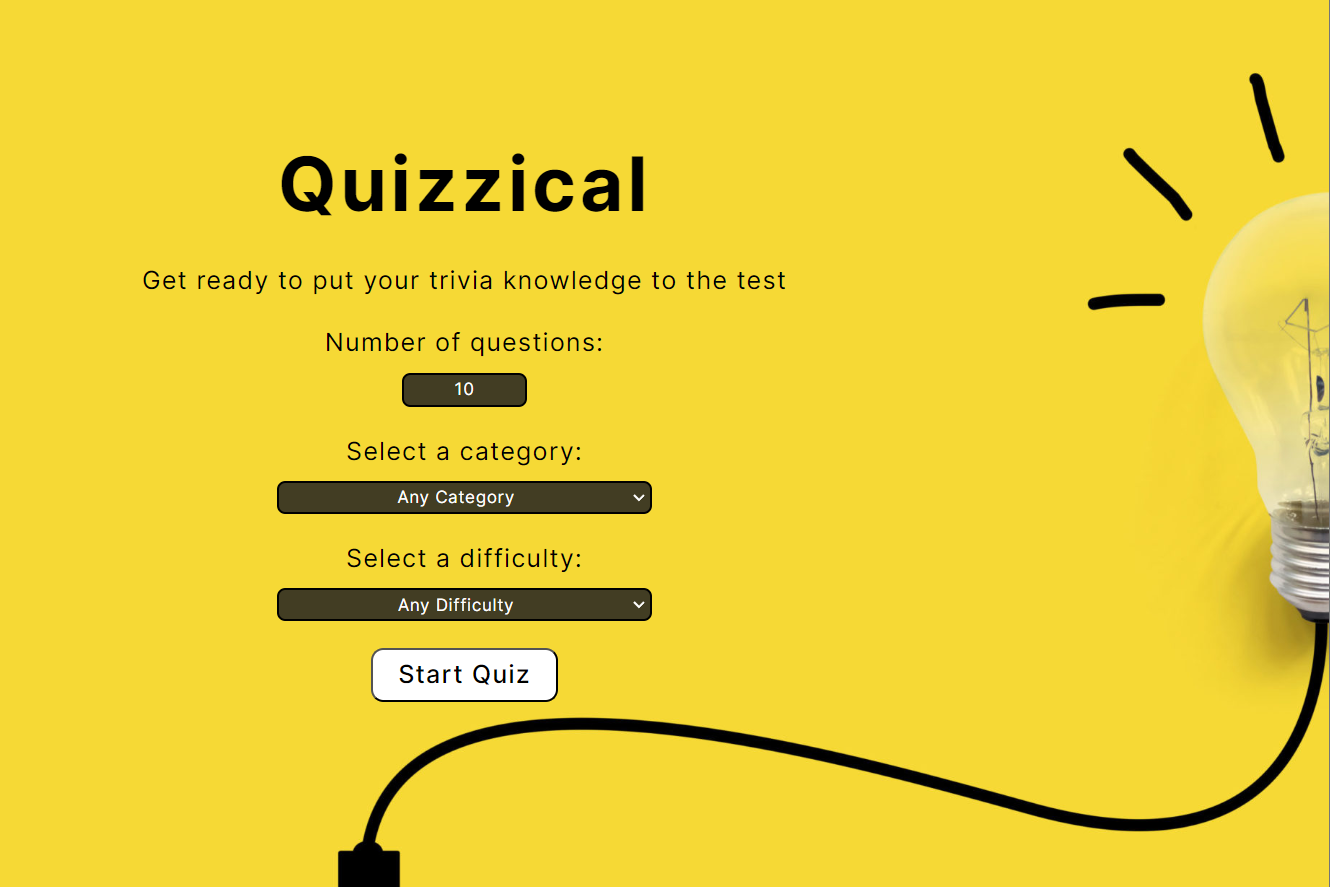 Quizzical
Get ready to put your trivia knowledge to the test
Number of questions:
10
Select a category:
Any Category
Select a difficulty:
Any Difficulty
Start Quiz